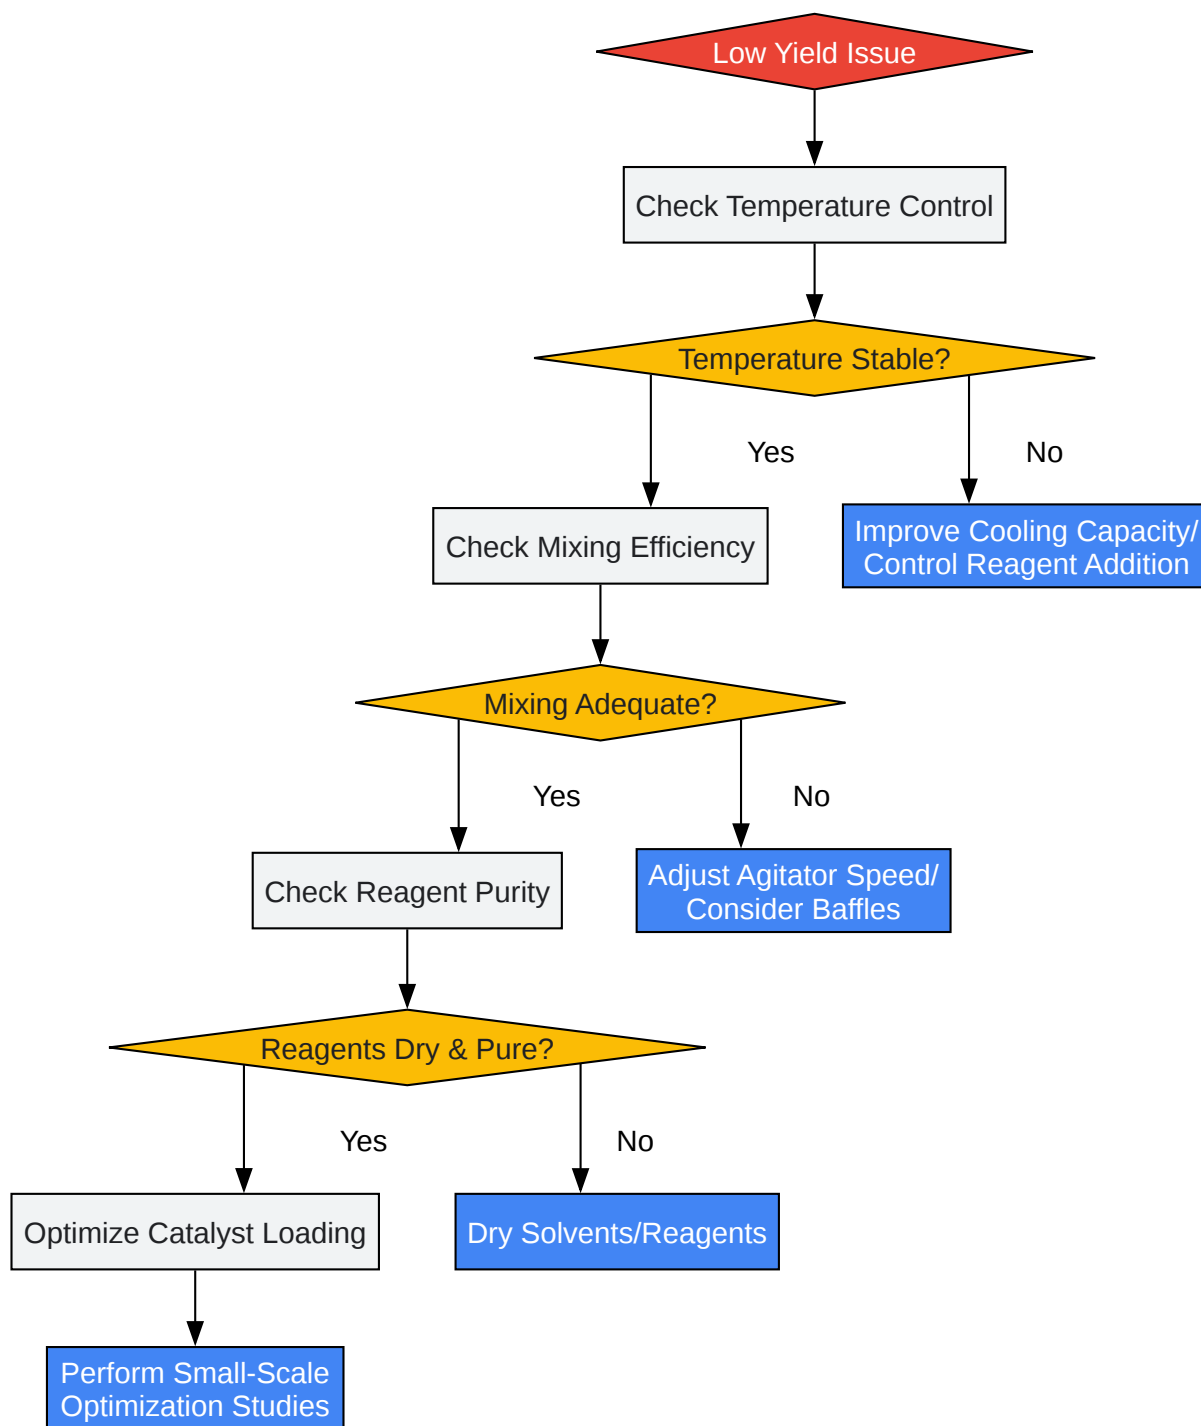 Low Yield Issue
Check Temperature Control
Temperature Stable?
Yes
No
Improve Cooling Capacity/
Control Reagent Addition
Check Mixing Efficiency
Mixing Adequate?
Yes
No
Adjust Agitator Speed/
Consider Baffles
Check Reagent Purity
Reagents Dry & Pure?
Yes
No
Optimize Catalyst Loading
Dry Solvents/Reagents
Perform Small-Scale
Optimization Studies